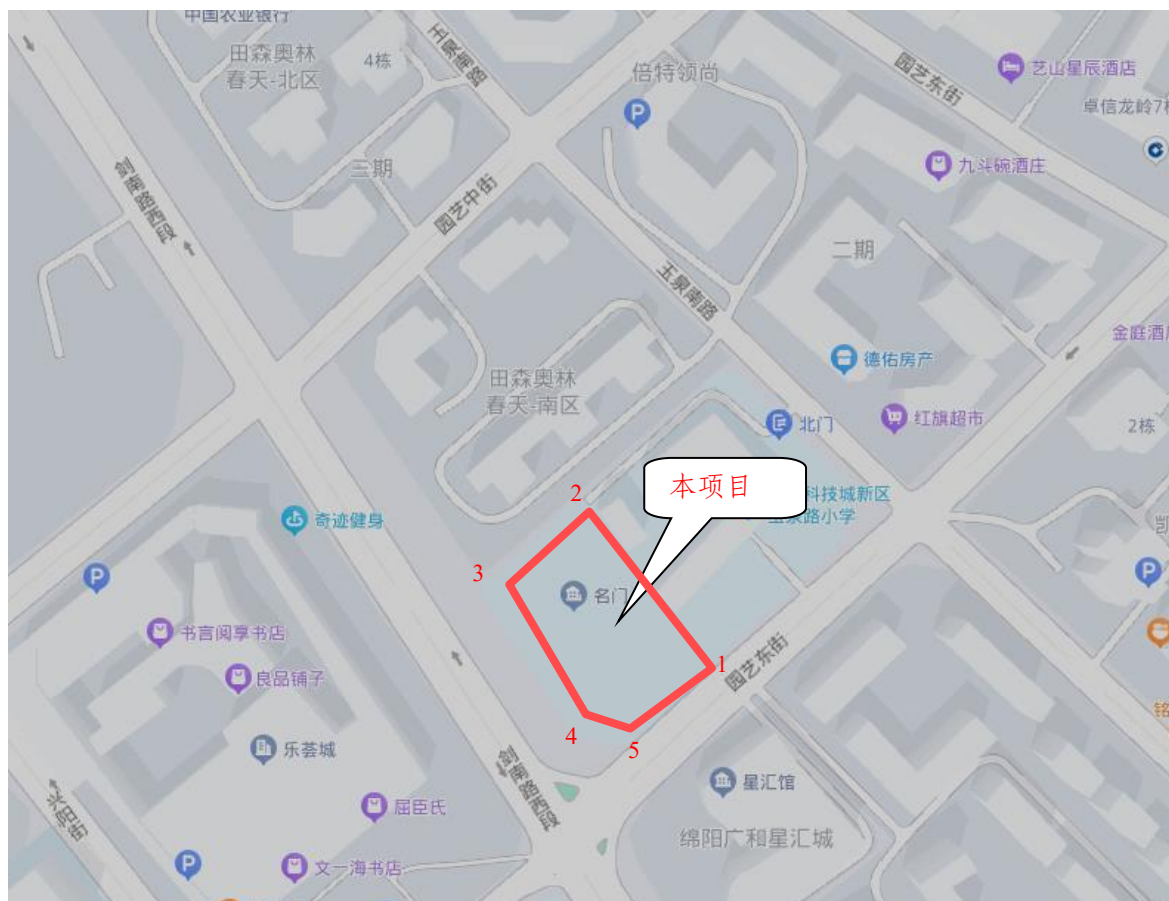 中国农业银行
田森奥林
春天-北区
4栋
玉泉南路
倍特领尚
园艺东街
艺山星辰酒店
卓信龙岭7
三期
剑南路西段
园艺中街
九斗碗酒庄
二期
玉泉南路
金庭酒
德佑房产
田森奥林
春天-南区
北门
红旗超市
2栋
本项目
科技城新区
玉泉路小学
奇迹健身
2
3
名门
1
园艺东街
书言阅享书店
良品铺子
4
5
乐荟城
剑南路西段
星汇馆
屈臣氏
绵阳广和星汇城
文一海书店
铭